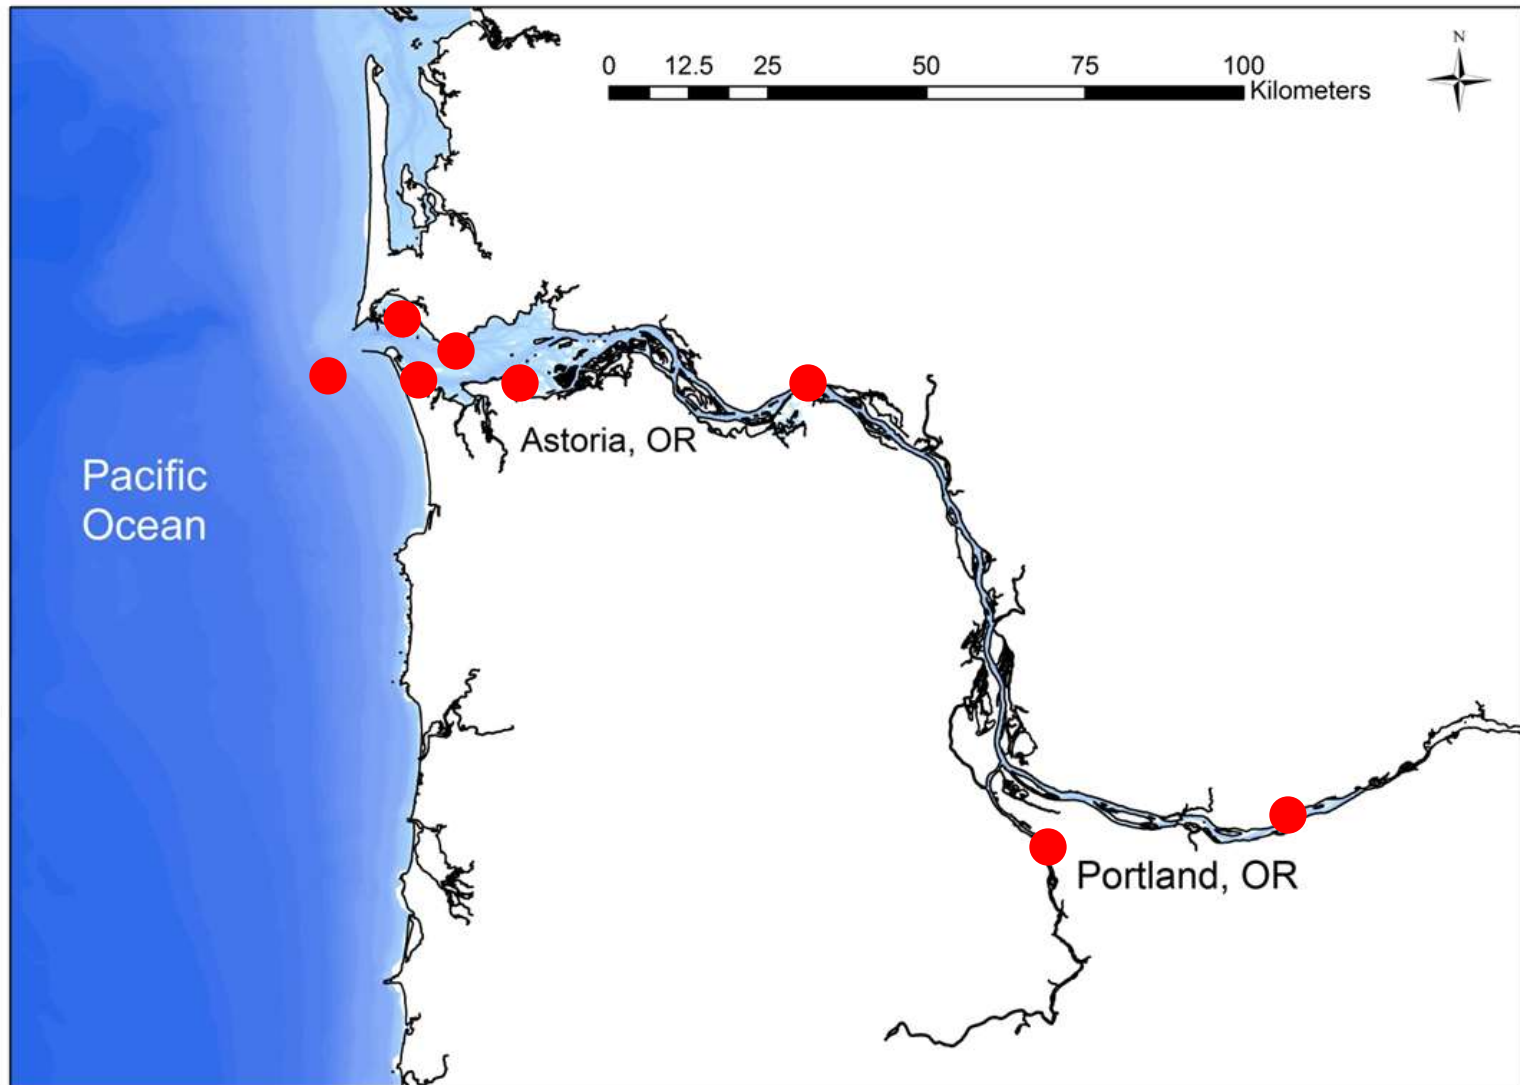 N
0 12.5 25 50 75 100
Kilometers
Astoria, OR
Pacific
Ocean
Portland, OR